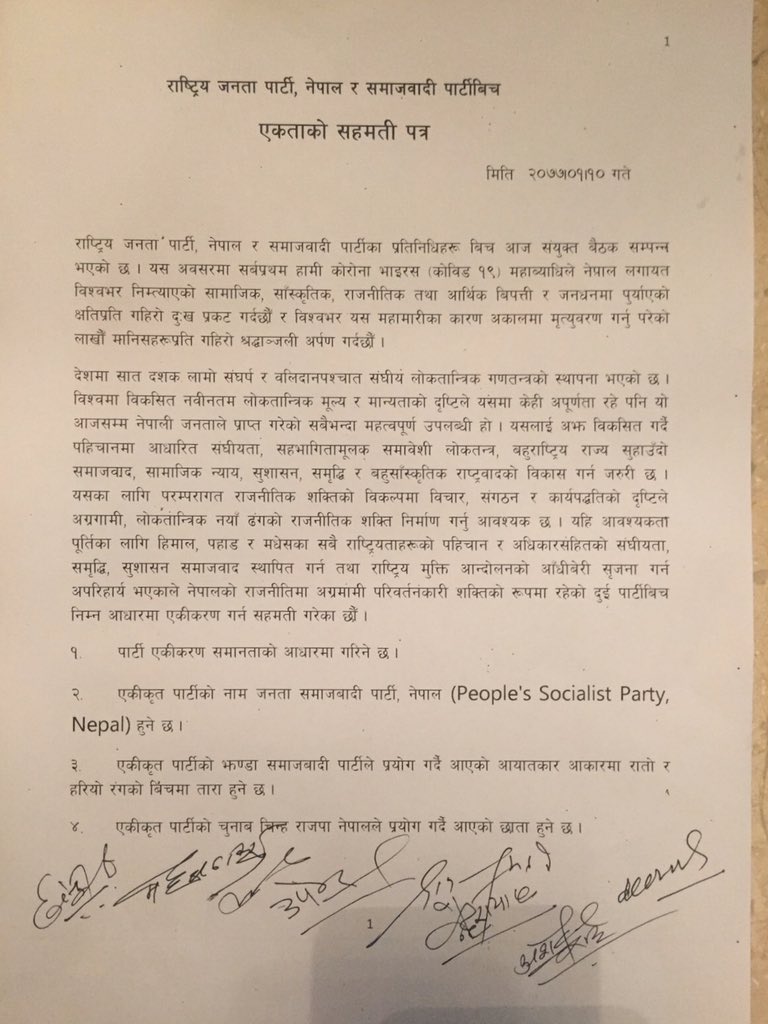 1
राष्ट्रिय जनता पार्टी, नेपाल र समाजवादी पार्टीबिच
एकताको सहमती पत्र
मिति २०७७।०१।१० गते
राष्ट्रिय जनता पार्टी, नेपाल र समाजवादी पार्टीका प्रतिनिधिहरू बिच आज संयुक्त बैठक सम्पन्न
भएको छ । यस अवसरमा सर्बप्रथम हामी कोरोना भाइरस (कोविड १९) महाब्याधिले नेपाल लगायत
विश्वभर निम्त्याएको सामाजिक, साँस्कृतिक, राजनीतिक तथा आर्थिक बिपत्ती र जनधनमा पुर्याएको
क्षतिप्रति गहिरो दुःख प्रकट गर्दछौं र विश्वभर यस महामारीका कारण अकालमा मृत्युवरण गर्नु परेको
लाखौं मानिसहरूप्रति गहिरो श्रद्धाञ्जली अर्पण गर्दछौं ।
देशमा सात दशक लामो संघर्ष र वलिदानपश्चात संघीय लोकतान्त्रिक गणतन्त्रको स्थापना भएको छ ।
विश्वमा विकसित नवीनतम लोकतान्त्रिक मूल्य र मान्यताको दृष्टिले यसमा केही अपूर्णता रहे पनि यो
आजसम्म नेपाली जनताले प्राप्त गरेको सबैभन्दा महत्वपूर्ण उपलब्धी हो । यसलाई अझ विकसित गर्दै
पहिचानमा आधारित संघीयता, सहभागितामूलक समावेशी लोकतन्त्र, बहुराष्ट्रिय राज्य सुहाउँदो
समाजवाद, सामाजिक न्याय, सुशासन, समृद्धि र बहुसाँस्कृतिक राष्ट्रवादको विकास गर्न जरुरी छ ।
यसका लागि परम्परागत राजनीतिक शक्तिको विकल्पमा विचार, संगठन र कार्यपद्धतिको दृष्टिले
अग्रगामी, लोकतान्त्रिक नयाँ ढंगको राजनीतिक शक्ति निर्माण गर्नु आवश्यक छ । यहि आवश्यकता
पूर्तिका लागि हिमाल, पहाड र मधेसका सबै राष्ट्रियताहरूको पहिचान र अधिकारसंहितको संघीयता,
समृद्धि, सुशासन समाजवाद स्थापित गर्न तथा राष्ट्रिय मुक्ति आन्दोलनको आँधीबेरी सृजना गर्न
अपरिहार्य भएकाले नेपालको राजनीतिमा अग्रगामी परिवर्तनकारी शक्तिको रूपमा रहेको दुई पार्टीबिच
निम्न आधारमा एकीकरण गर्न सहमती गरेका छौं ।
१. पार्टी एकीकरण समानताको आधारमा गरिने छ ।
२. एकीकृत पार्टीको नाम जनता समाजबादी पार्टी, नेपाल (People's Socialist Party,
Nepal) हुने छ ।
३. एकीकृत पार्टीको झण्डा समाजबादी पार्टीले प्रयोग गर्दै आएको आयातकार आकारमा रातो र
हरियो रंगको बिंचमा तारा हुने छ ।
४. एकीकृत पार्टीको चुनाव चिन्ह राजपा नेपालले प्रयोग गर्दै आएको छाता हुने छ ।
1